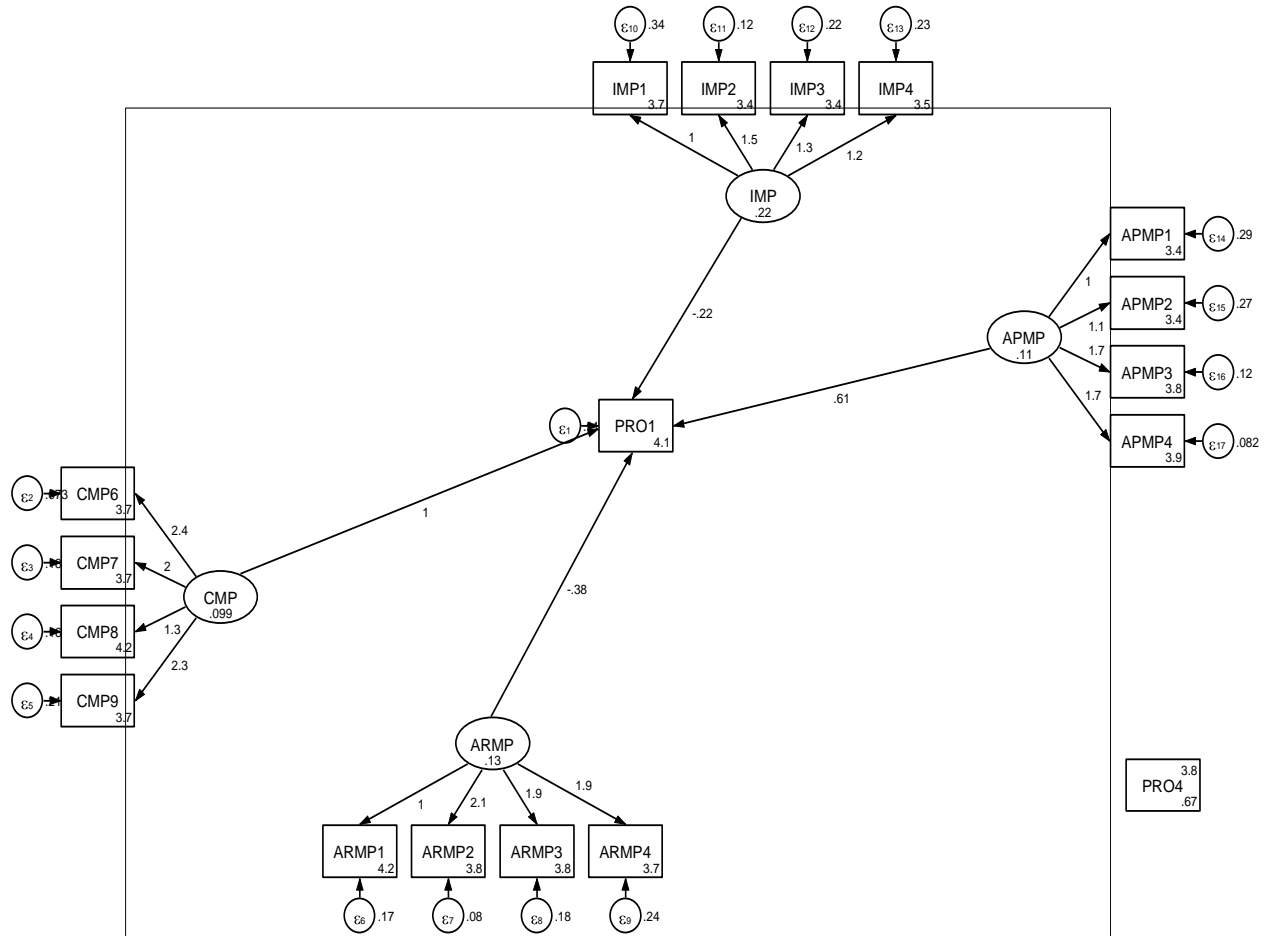 ε10 .34
ε11 .12
ε12 .22
ε13 .23
IMP1 3.7
IMP2 3.4
IMP3 3.4
IMP4 3.5
1
1.5
1.3
1.2
IMP
.22
APMP1 3.4
ε14 .29
APMP2 3.4
ε15 .27
APMP3 3.8
ε16 .12
APMP4 3.9
ε17 .082
1
1.1
1.7
1.7
APMP
.11
-.22
.61
ε1
PRO1
4.1
ε2
CMP6 3.7
ε3
CMP7 3.7
ε4
CMP8 4.2
ε5
CMP9 3.7
2.4
2
1.3
2.3
CMP
.099
1
-.38
ARMP
.13
1
2.1
1.9
1.9
ARMP1 4.2
ARMP2 3.8
ARMP3 3.8
ARMP4 3.7
ε6 .17
ε7 .08
ε8 .18
ε9 .24
3.8
PRO4
.67